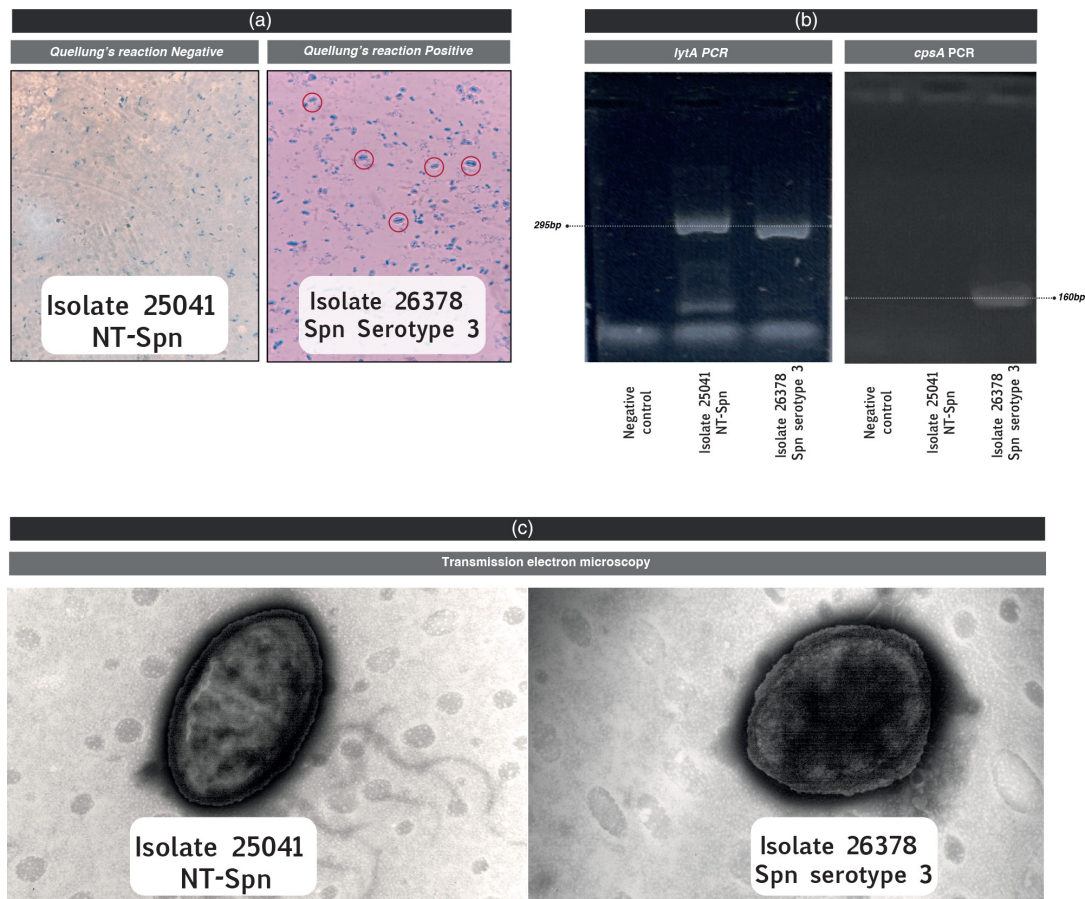 (a)
Quellung's reaction Negative
Quellung's reaction Positive
Isolate 25041
NT-Spn
Isolate 26378
Spn Serotype 3
(b)
lytA PCR
cpsA PCR
295bp
160bp
Negative
control
Isolate 25041
NT-Spn
Isolate 26378
Spn serotype 3
Negative
control
Isolate 25041
NT-Spn
Isolate 26378
Spn serotype 3
(c)
Transmission electron microscopy
Isolate 25041
NT-Spn
Isolate 26378
Spn serotype 3